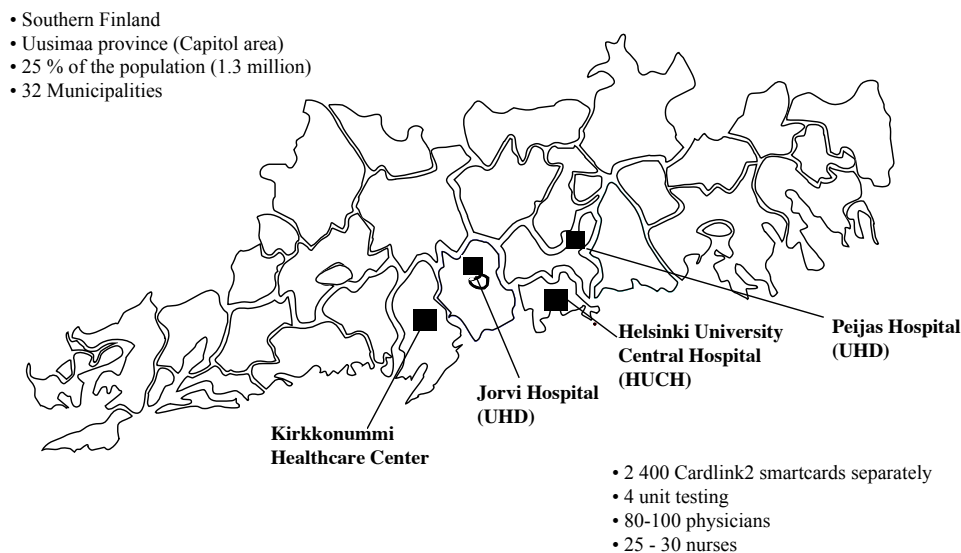 • Southern Finland
• Uusimaa province (Capitol area)
• 25 % of the population (1.3 million)
• 32 Municipalities
Peijas Hospital
(UHD)
Helsinki University
Central Hospital
(HUCH)
Jorvi Hospital
(UHD)
Kirkkonummi
Healthcare Center
• 2 400 Cardlink2 smartcards separately
• 4 unit testing
• 80-100 physicians
• 25 - 30 nurses